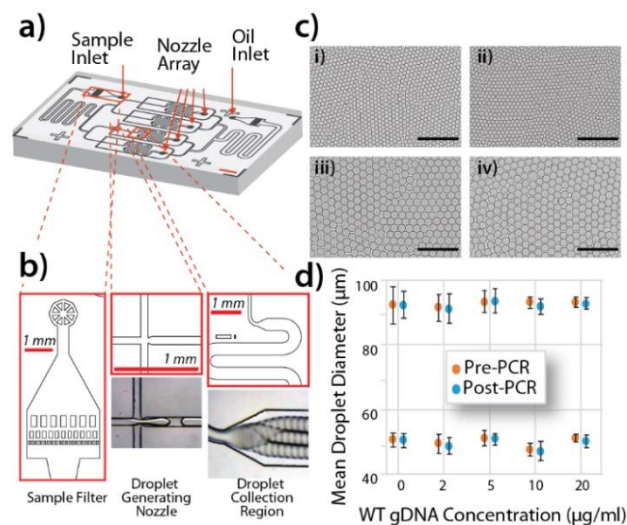 a)
Sample
Inlet
Nozzle
Array
Oil
Inlet
b)
1 mm
1 mm
1 mm
Sample Filter
Droplet
Generating
Nozzle
Droplet
Collection
Region
c)
i)
ii)
iii)
iv)
d)
Mean Droplet Diameter (μm)
100
80
60
40
Pre-PCR
Post-PCR
0 2 5 10 20
WT gDNA Concentration (μg/ml)